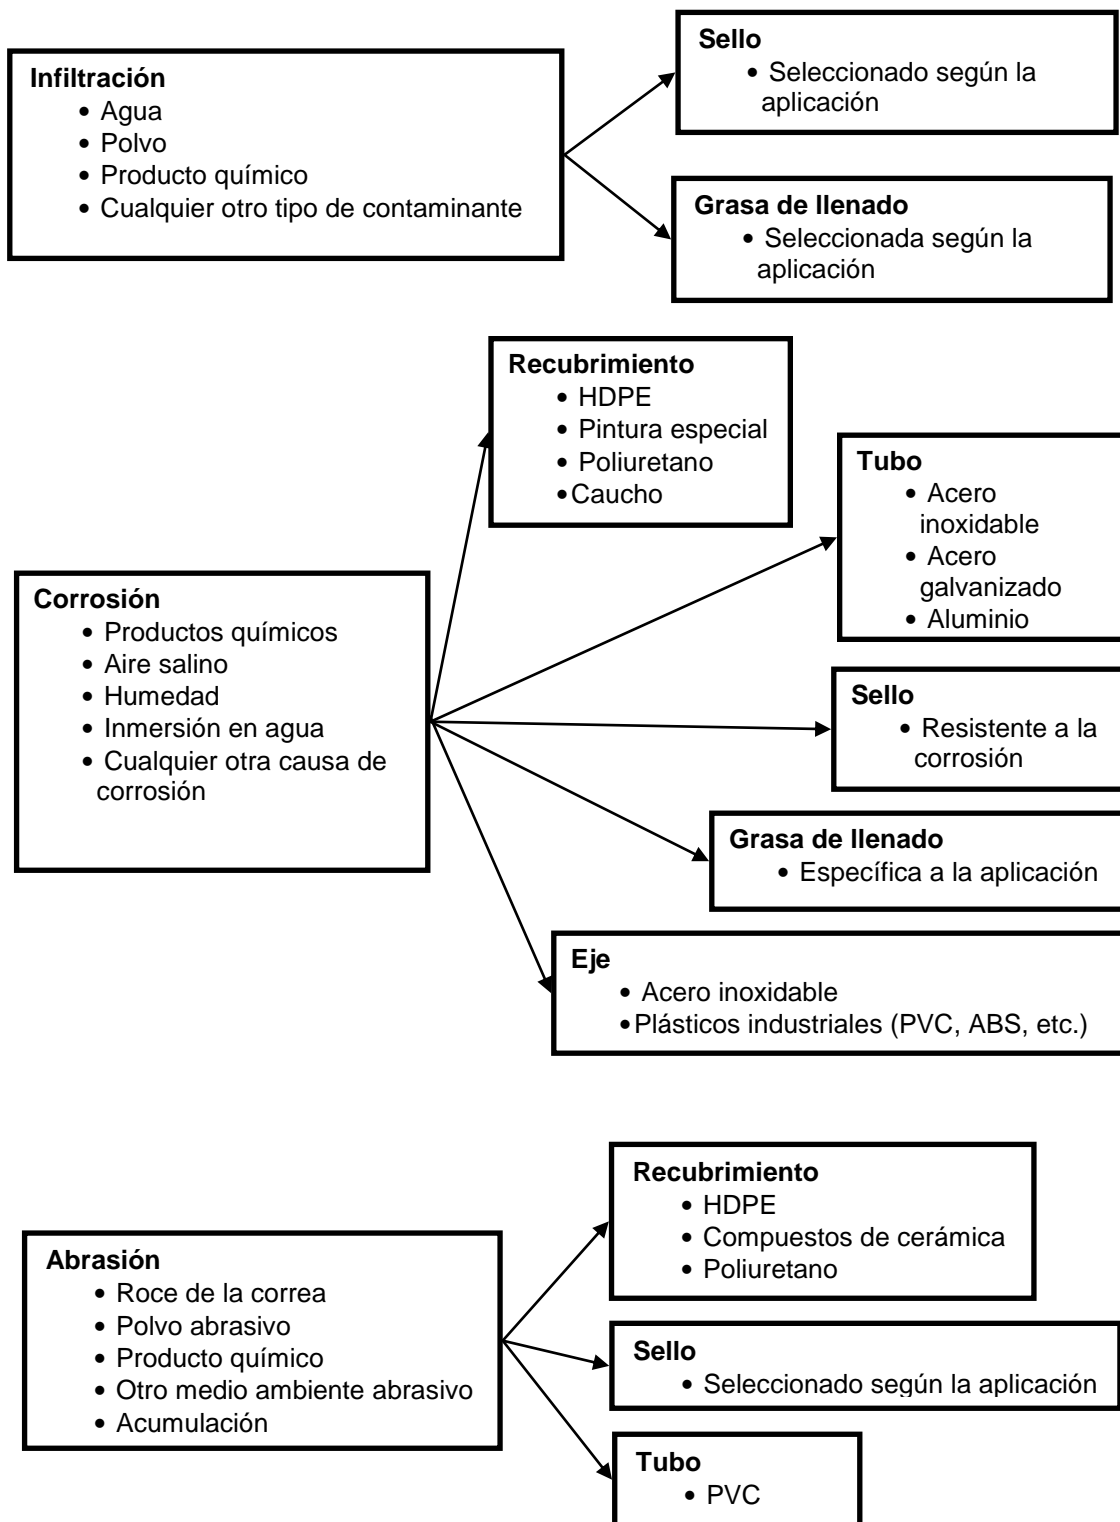 Infiltración
• Agua
• Polvo
• Producto químico
• Cualquier otro tipo de contaminante
Sello
• Seleccionado según la
aplicación
Grasa de llenado
• Seleccionada según la
aplicación
Recubrimiento
• HDPE
• Pintura especial
• Poliuretano
•Caucho
Tubo
• Acero
inoxidable
• Acero
galvanizado
• Aluminio
Corrosión
• Productos químicos
• Aire salino
• Humedad
• Inmersión en agua
• Cualquier otra causa de
corrosión
Sello
• Resistente a la
corrosión
Grasa de llenado
• Específica a la aplicación
Eje
• Acero inoxidable
•Plásticos industriales (PVC, ABS, etc.)
Recubrimiento
• HDPE
• Compuestos de cerámica
• Poliuretano
Abrasión
• Roce de la correa
• Polvo abrasivo
• Producto químico
• Otro medio ambiente abrasivo
• Acumulación
Sello
• Seleccionado según la aplicación
Tubo
• PVC